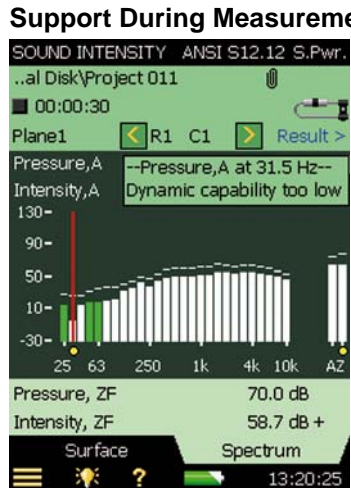 Support During Measureme
SOUND INTENSITY ANSI S12.12 S.Pwr.
..al Disk\Project 011
00:00:30
Plane1 < R1 C1 > Result >
Pressure,A --Pressure,A at 31.5 Hz--
Intensity,A Dynamic capability too low
130-
90-
50-
10-
-30-
25 63 250 1k 4k 10k AZ
Pressure, ZF 70.0 dB
Intensity, ZF 58.7 dB +
Surface Spectrum
? 13:20:25